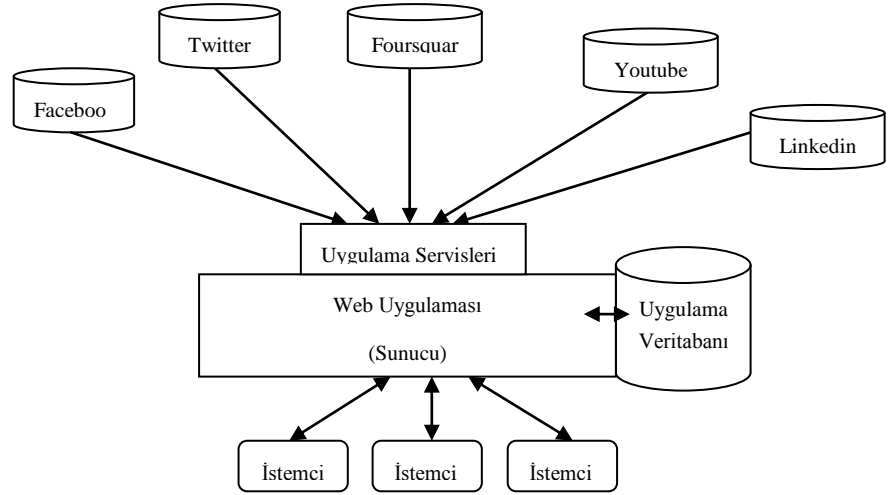 Twitter
Foursquar
Youtube
Faceboo
Linkedin
Uygulama Servisleri
Web Uygulaması
(Sunucu)
Uygulama
Veritabanı
İstemci
İstemci
İstemci